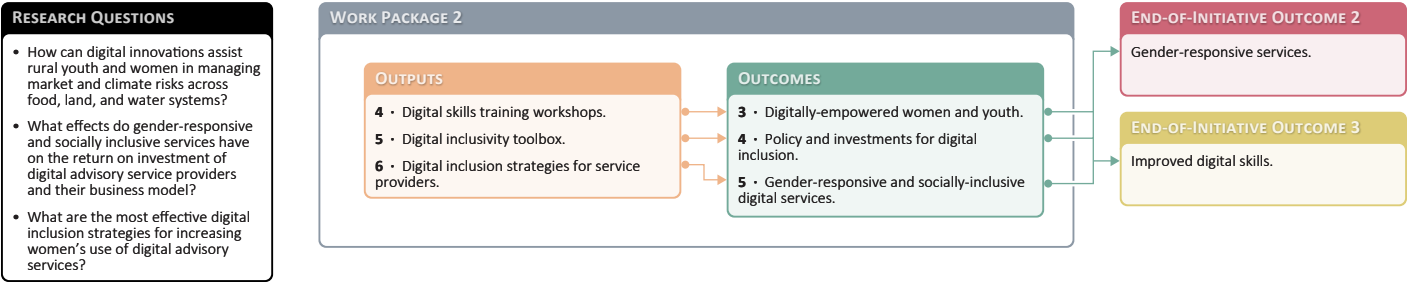 Research Questions
• How can digital innovations assist
rural youth and women in managing
market and climate risks across
food, land, and water systems?
• What effects do gender-responsive
and socially inclusive services have
on the return on investment of
digital advisory service providers
and their business model?
• What are the most effective digital
inclusion strategies for increasing
women’s use of digital advisory
services?
Work Package 2
Outputs
4 · Digital skills training workshops.
5 · Digital inclusivity toolbox.
6 · Digital inclusion strategies for service
providers.
Outcomes
3 · Digitally-empowered women and youth.
4 · Policy and investments for digital
inclusion.
5 · Gender-responsive and socially-inclusive
digital services.
End-of-Initiative Outcome 2
Gender-responsive services.
End-of-Initiative Outcome 3
Improved digital skills.